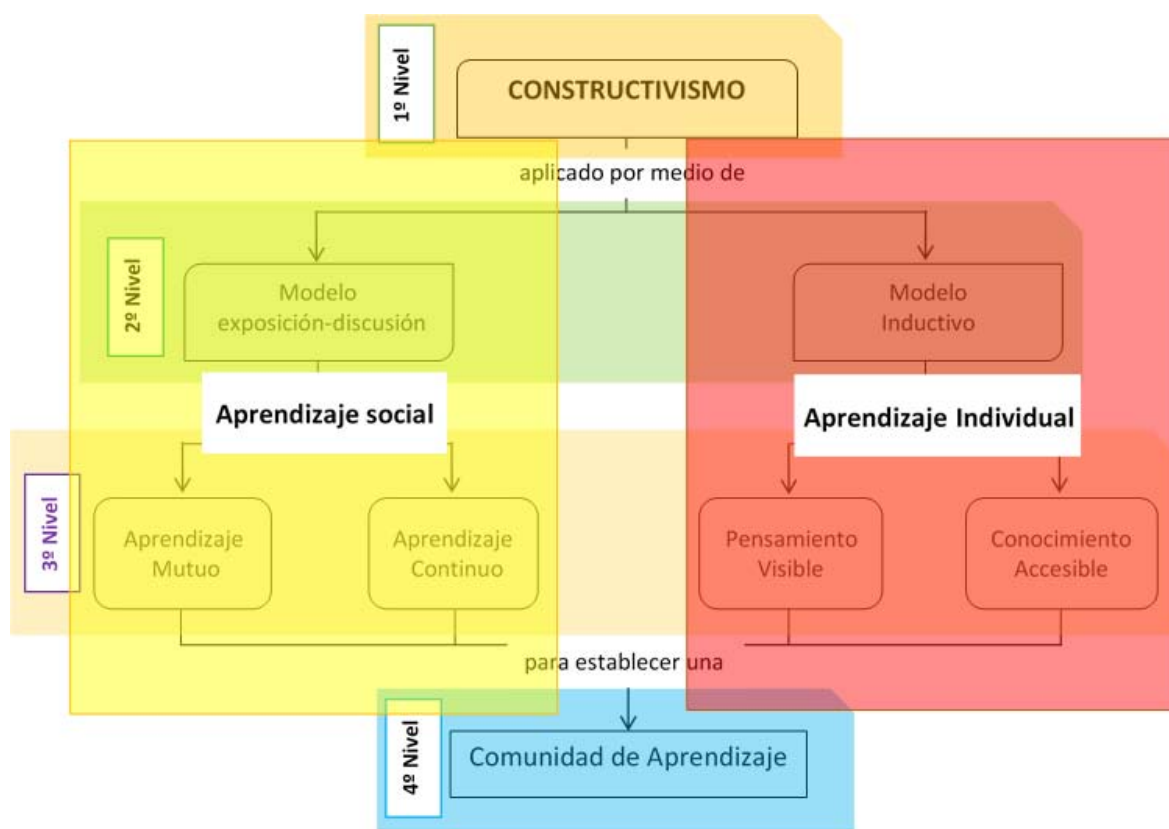 1º Nivel
CONSTRUCTIVISMO
aplicado por medio de
2º Nivel
Modelo
exposición-discusión
Modelo
Inductivo
Aprendizaje social
Aprendizaje Individual
3º Nivel
Aprendizaje
Mutuo
Aprendizaje
Continuo
Pensamiento
Visible
Conocimiento
Accesible
para establecer una
4º Nivel
Comunidad de Aprendizaje